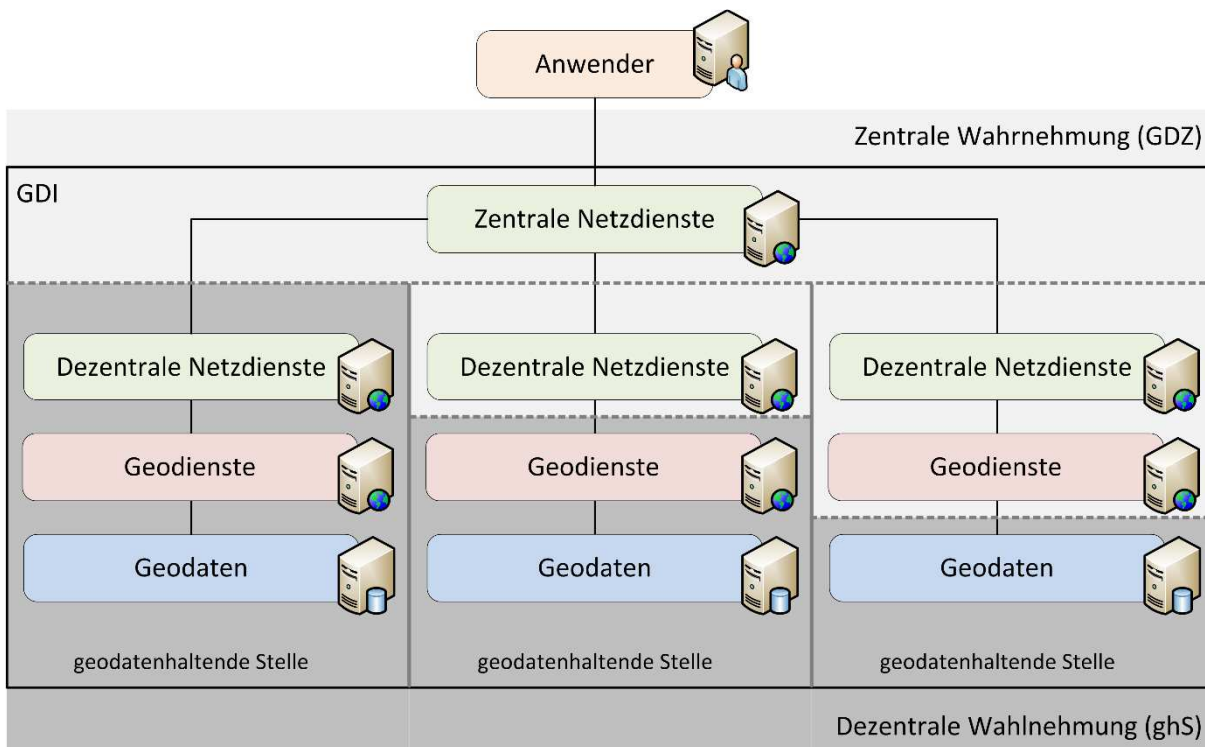 Anwender
Zentrale Wahrnehmung (GDZ)
GDI
Zentrale Netzdienste
Dezentrale Netzdienste
Dezentrale Netzdienste
Dezentrale Netzdienste
Geodienste
Geodienste
Geodienste
Geodaten
Geodaten
Geodaten
geodatenhaltende Stelle
geodatenhaltende Stelle
geodatenhaltende Stelle
Dezentrale Wahlnehmung (ghS)